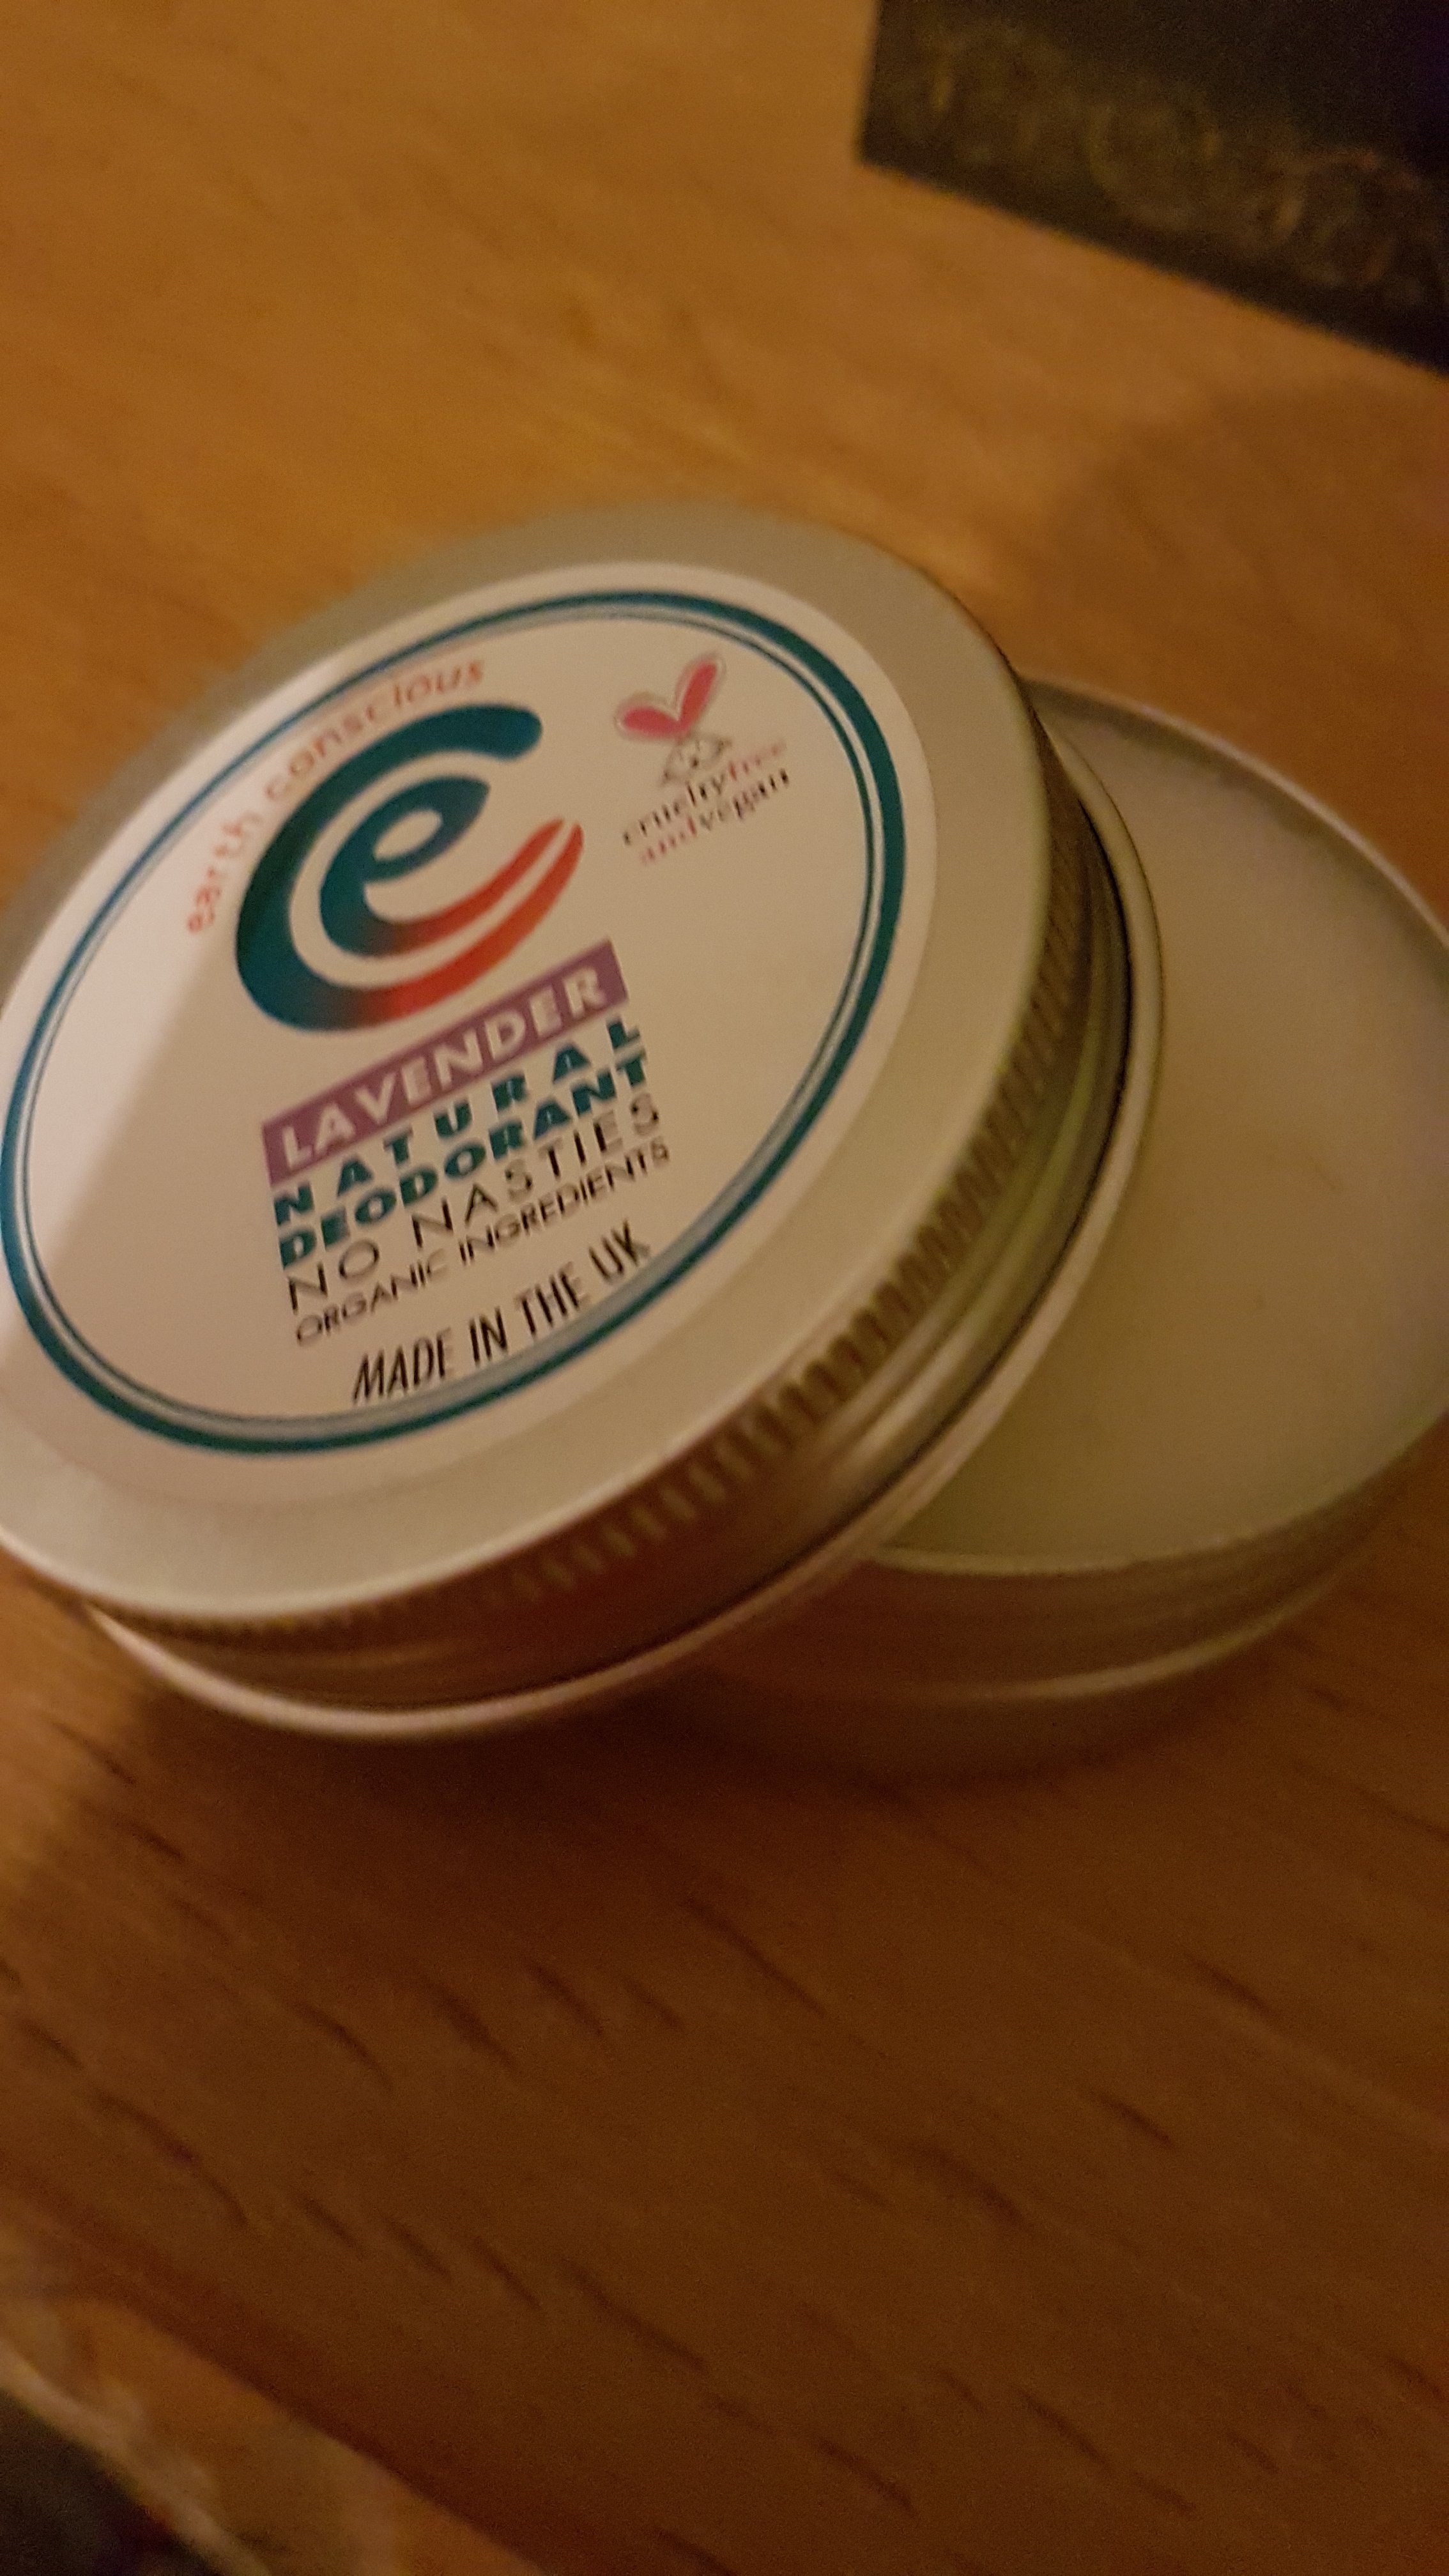 earth conscious
e
crueltyfree
andvegan
LAVENDER
NATURAL
DEODORANT
NO NASTIES
ORGANIC INGREDIENTS
MADE IN THE UK